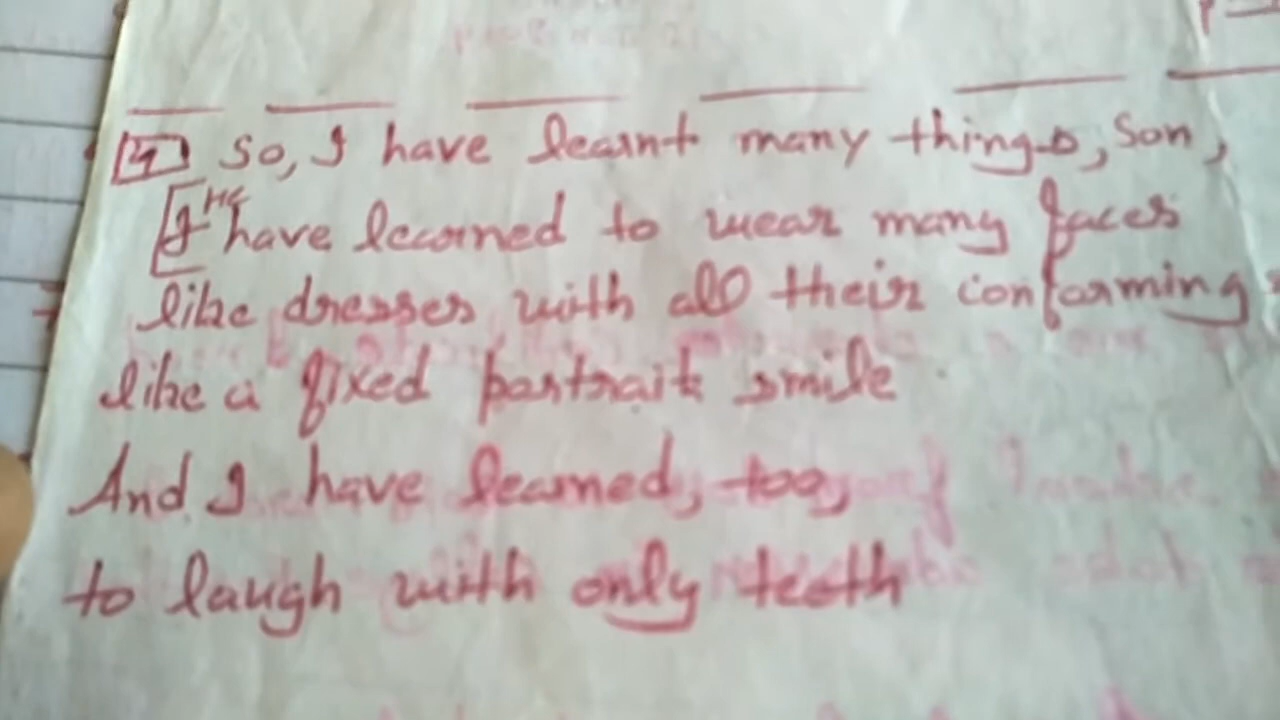 4 So, I have learnt many things, Son,
I have learned to wear many faces
like dresses with all their conforming
like a fixed portrait smile
And I have learned, too,
to laugh with only teeth